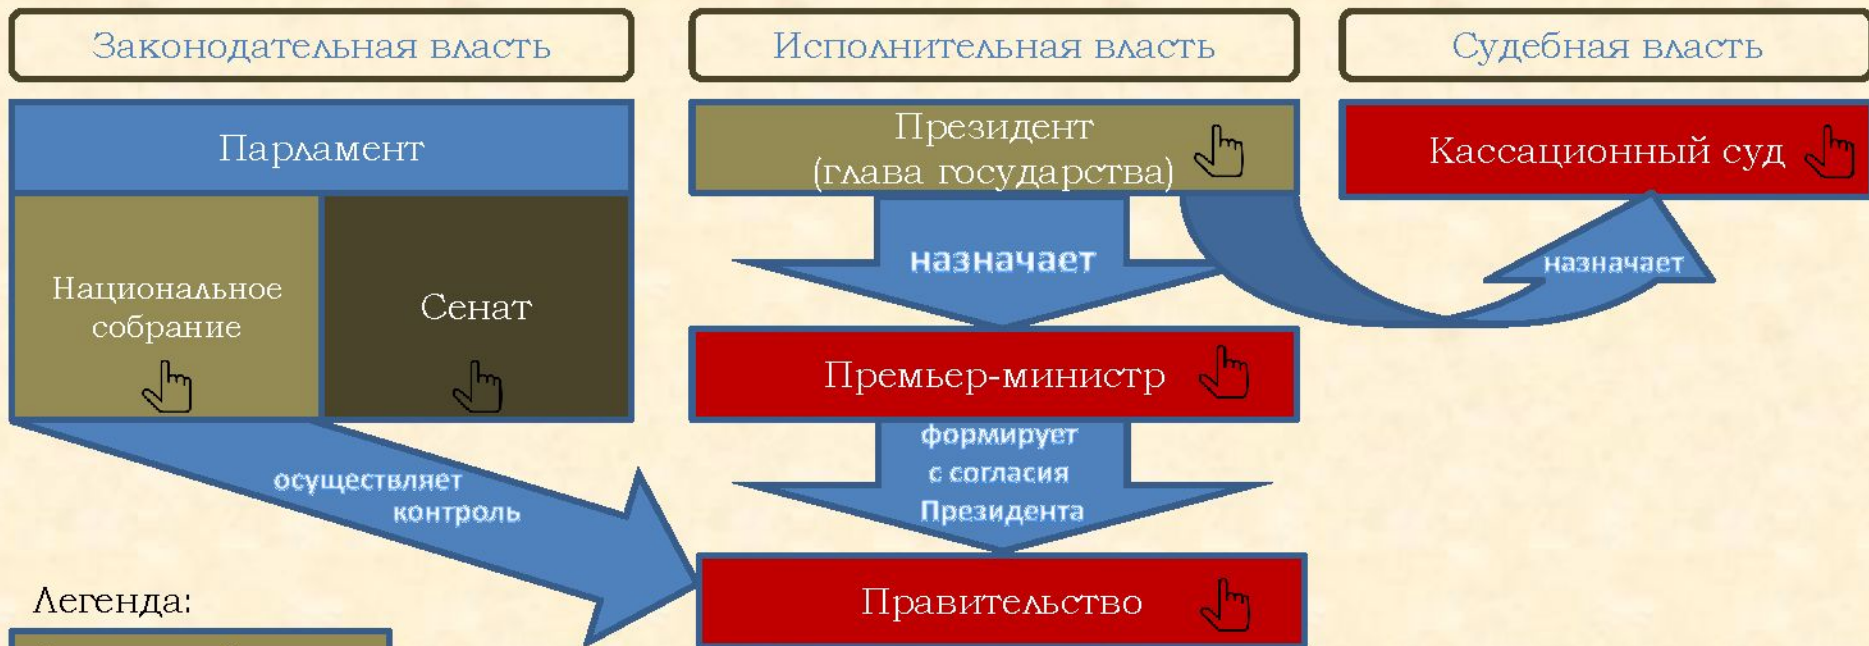 Законодательная власть
Исполнительная власть
Судебная власть
Парламент
Президент
(глава государства)
Кассационный суд
Национальное
собрание
Сенат
назначает
назначает
Премьер-министр
осуществляет
контроль
формирует
с согласия
Президента
Правительство
Легенда: